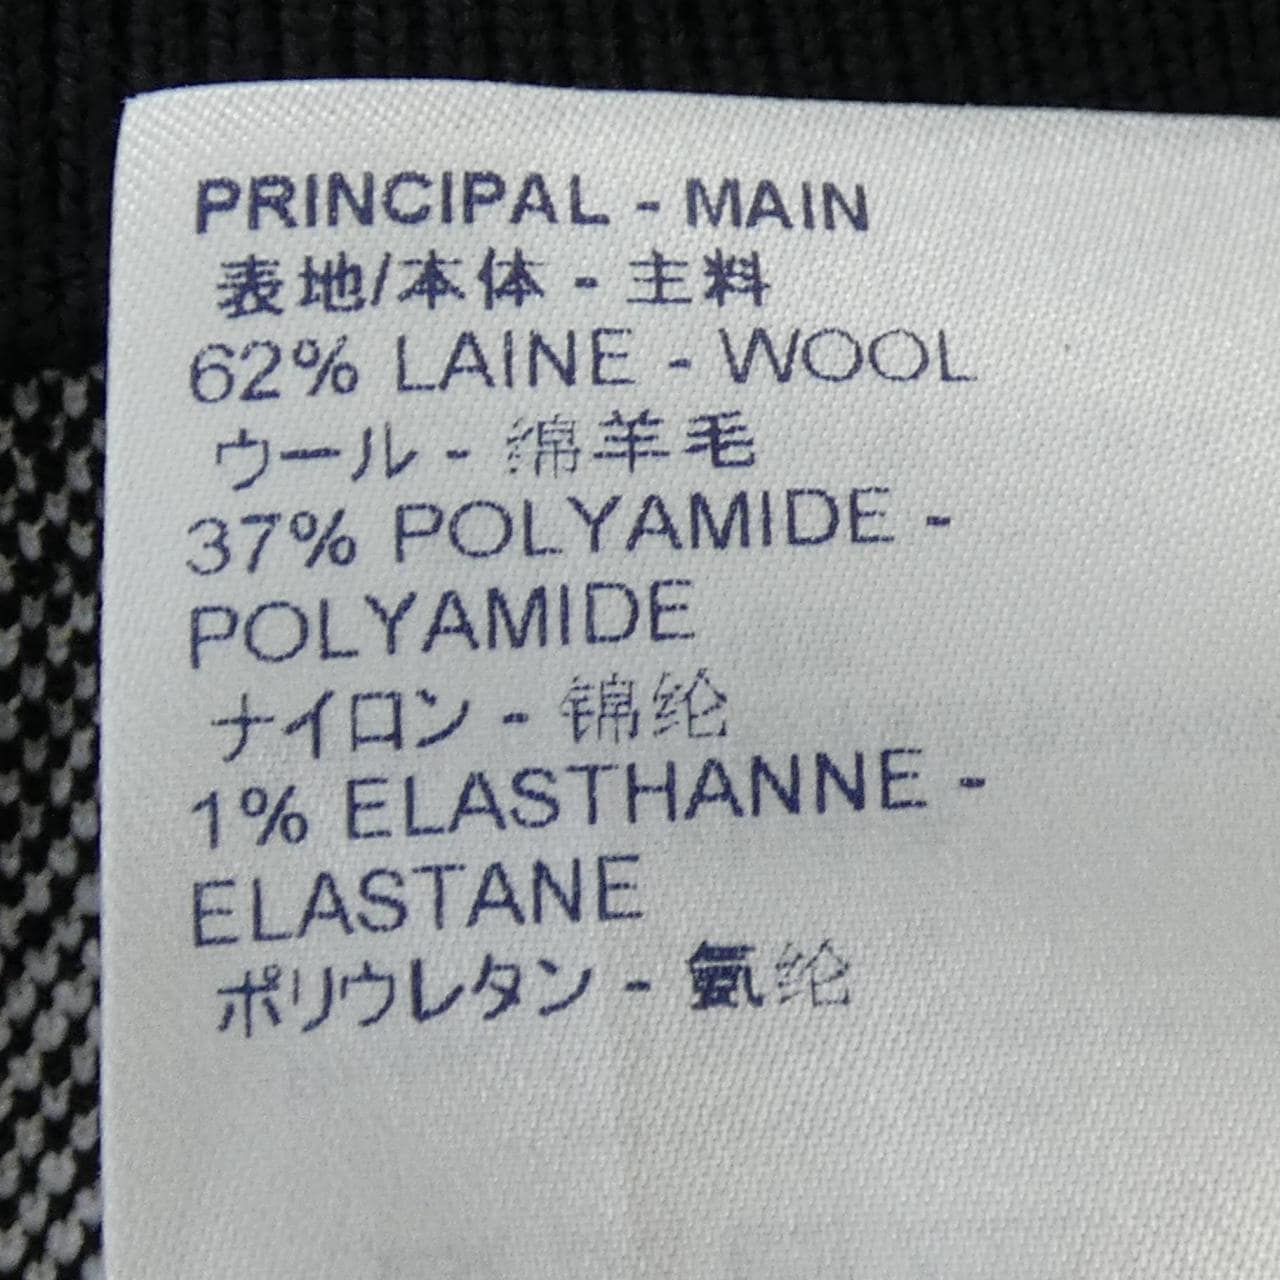 PRINCIPAL - MAIN
表地/本体 - 主料
62% LAINE - WOOL
ウール - 绵羊毛
37% POLYAMIDE -
POLYAMIDE
ナイロン - 锦纶
1% ELASTHANNE -
ELASTANE
ポリウレタン - 氨纶